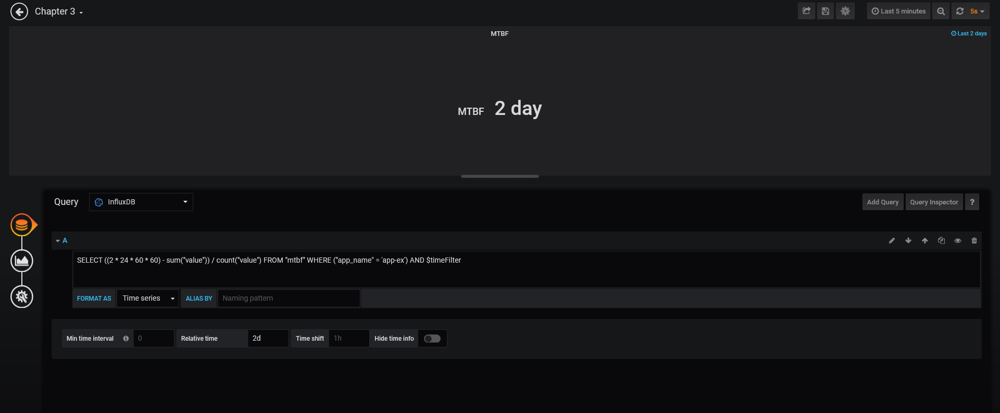 Chapter 3
Last 5 minutes
5s
MTBF
Last 2 days
MTBF 2 day
Query InfluxDB
Add Query Query Inspector ?
A
SELECT ((2 * 24 * 60 * 60) - sum("value")) / count("value") FROM "mtbf" WHERE ("app_name" = 'app-ex') AND $timeFilter
FORMAT AS Time series ALIAS BY Naming pattern
Min time interval 0 Relative time 2d Time shift 1h Hide time info